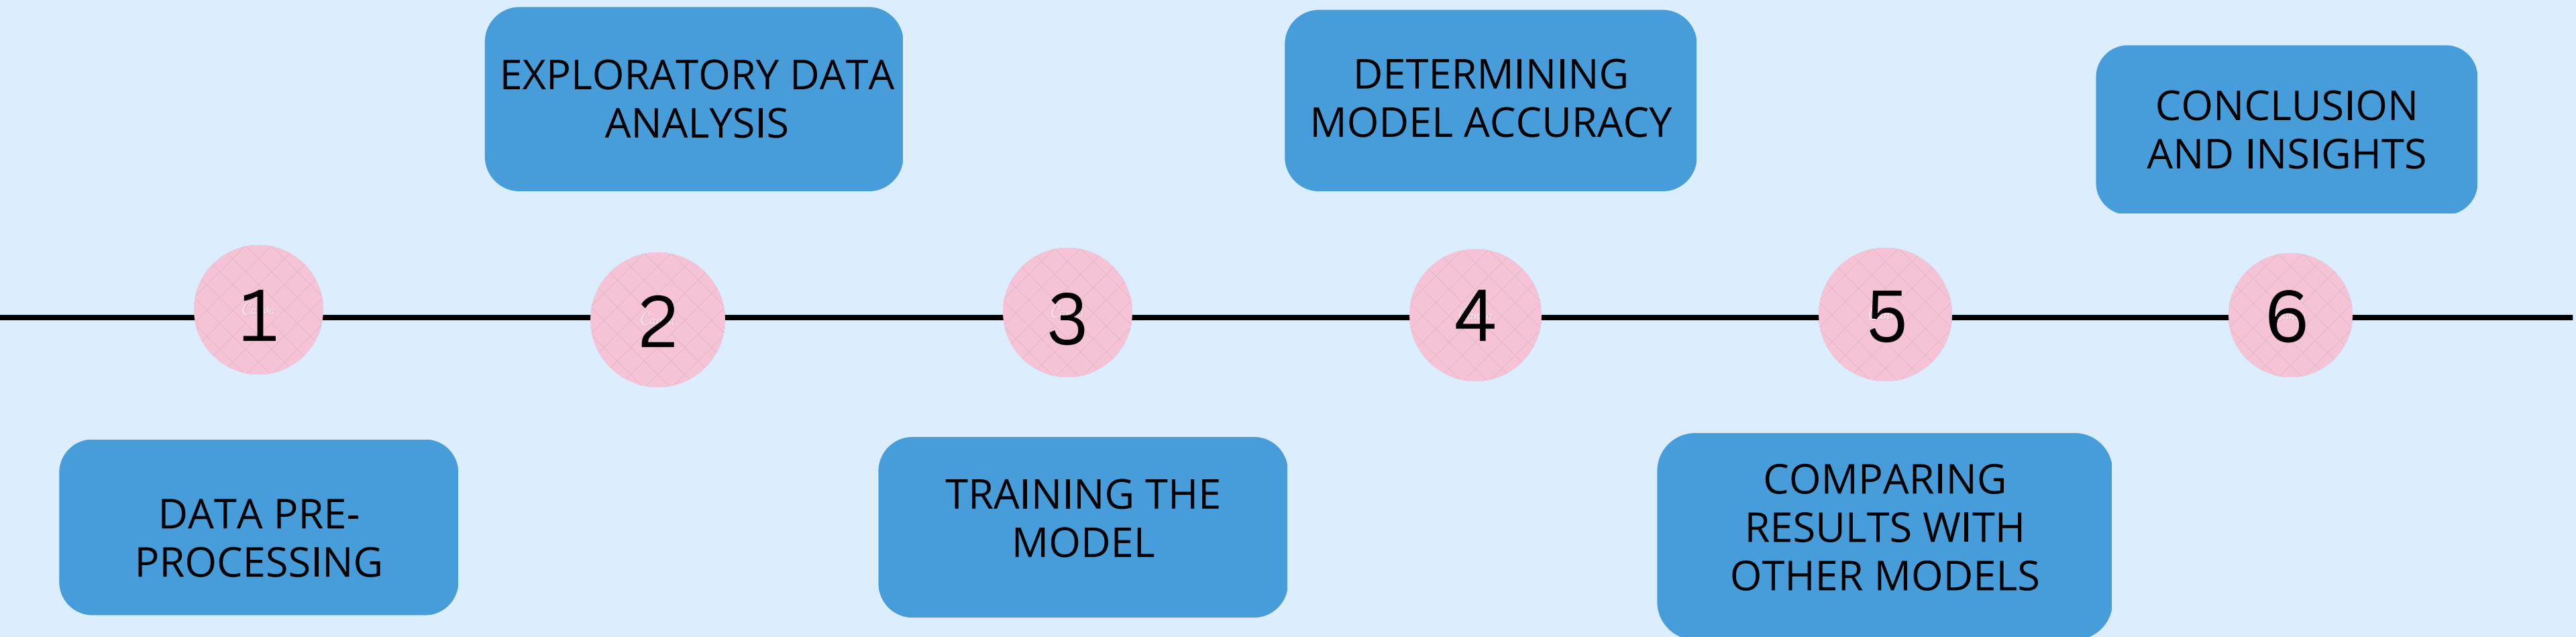 EXPLORATORY DATA
ANALYSIS
DETERMINING
MODEL ACCURACY
CONCLUSION
AND INSIGHTS
1
2
3
4
5
6
DATA PRE-
PROCESSING
TRAINING THE
MODEL
COMPARING
RESULTS WITH
OTHER MODELS